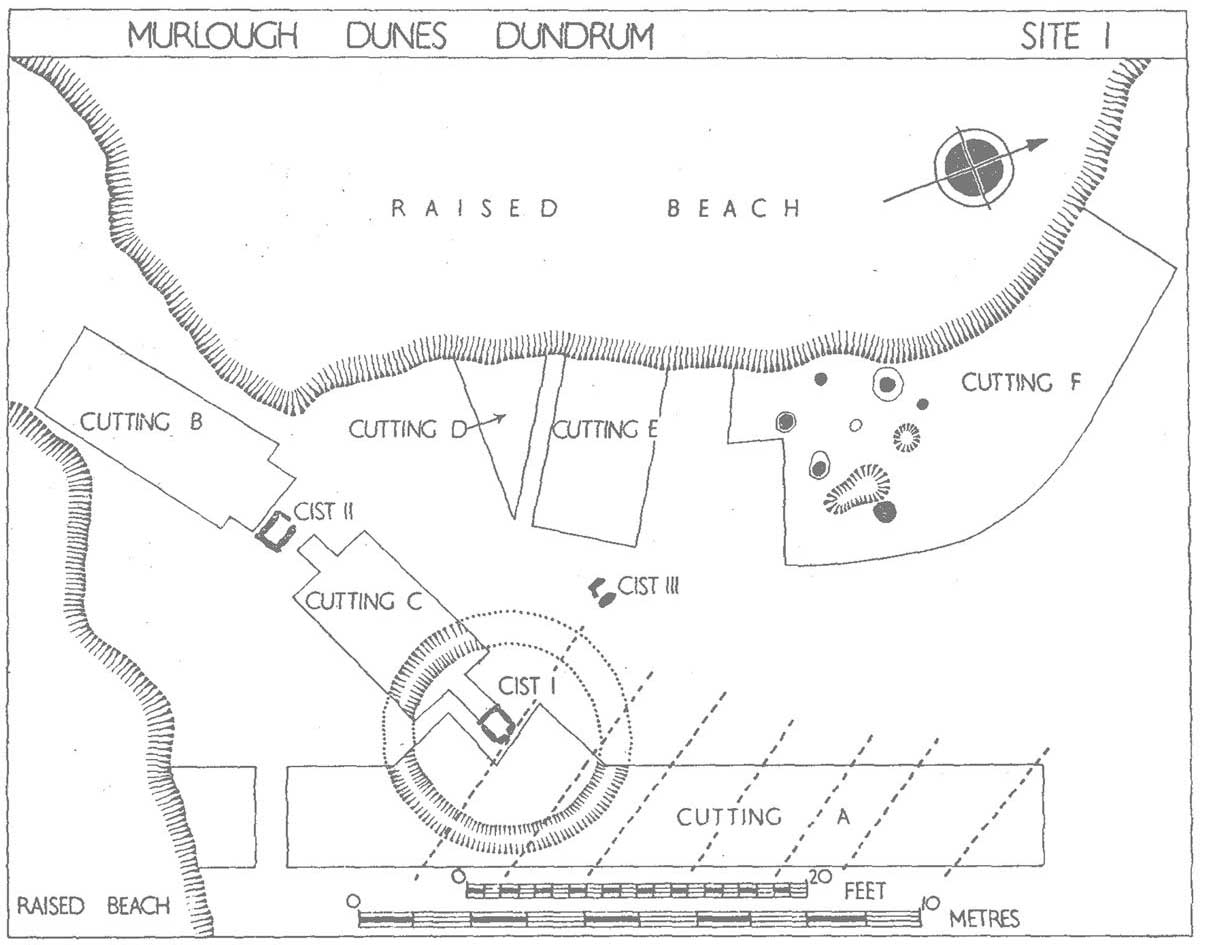 MURLOUGH DUNES DUNDRUM SITE I
RAISED BEACH
CUTTING F
CUTTING B
CUTTING D
CUTTING E
CIST II
CIST III
CUTTING C
CIST I
CUTTING A
0 20 FEET
RAISED BEACH
0 10 METRES